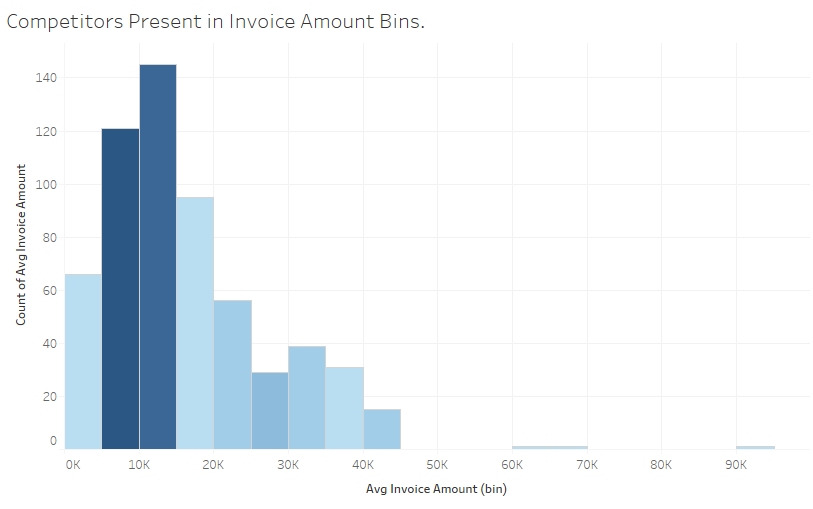 Competitors Present in Invoice Amount Bins.
140
120
100
80
60
40
20
0
Count of Avg Invoice Amount
0K 10K 20K 30K 40K 50K 60K 70K 80K 90K
Avg Invoice Amount (bin)